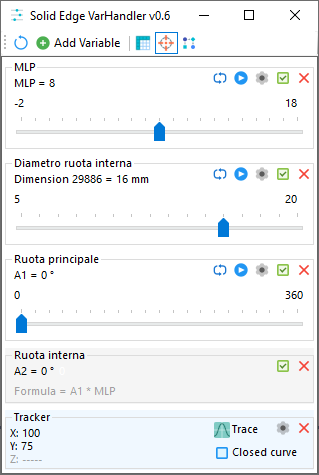 Solid Edge VarHandler v0.6
Add Variable
MLP
MLP = 8
-2 18
Diametro ruota interna
Dimension 29886 = 16 mm
5 20
Ruota principale
A1 = 0 °
0 360
Ruota interna
A2 = 0 °
Formula = A1 * MLP
Tracker
X: 100 Trace
Y: 75
Z: ----- Closed curve